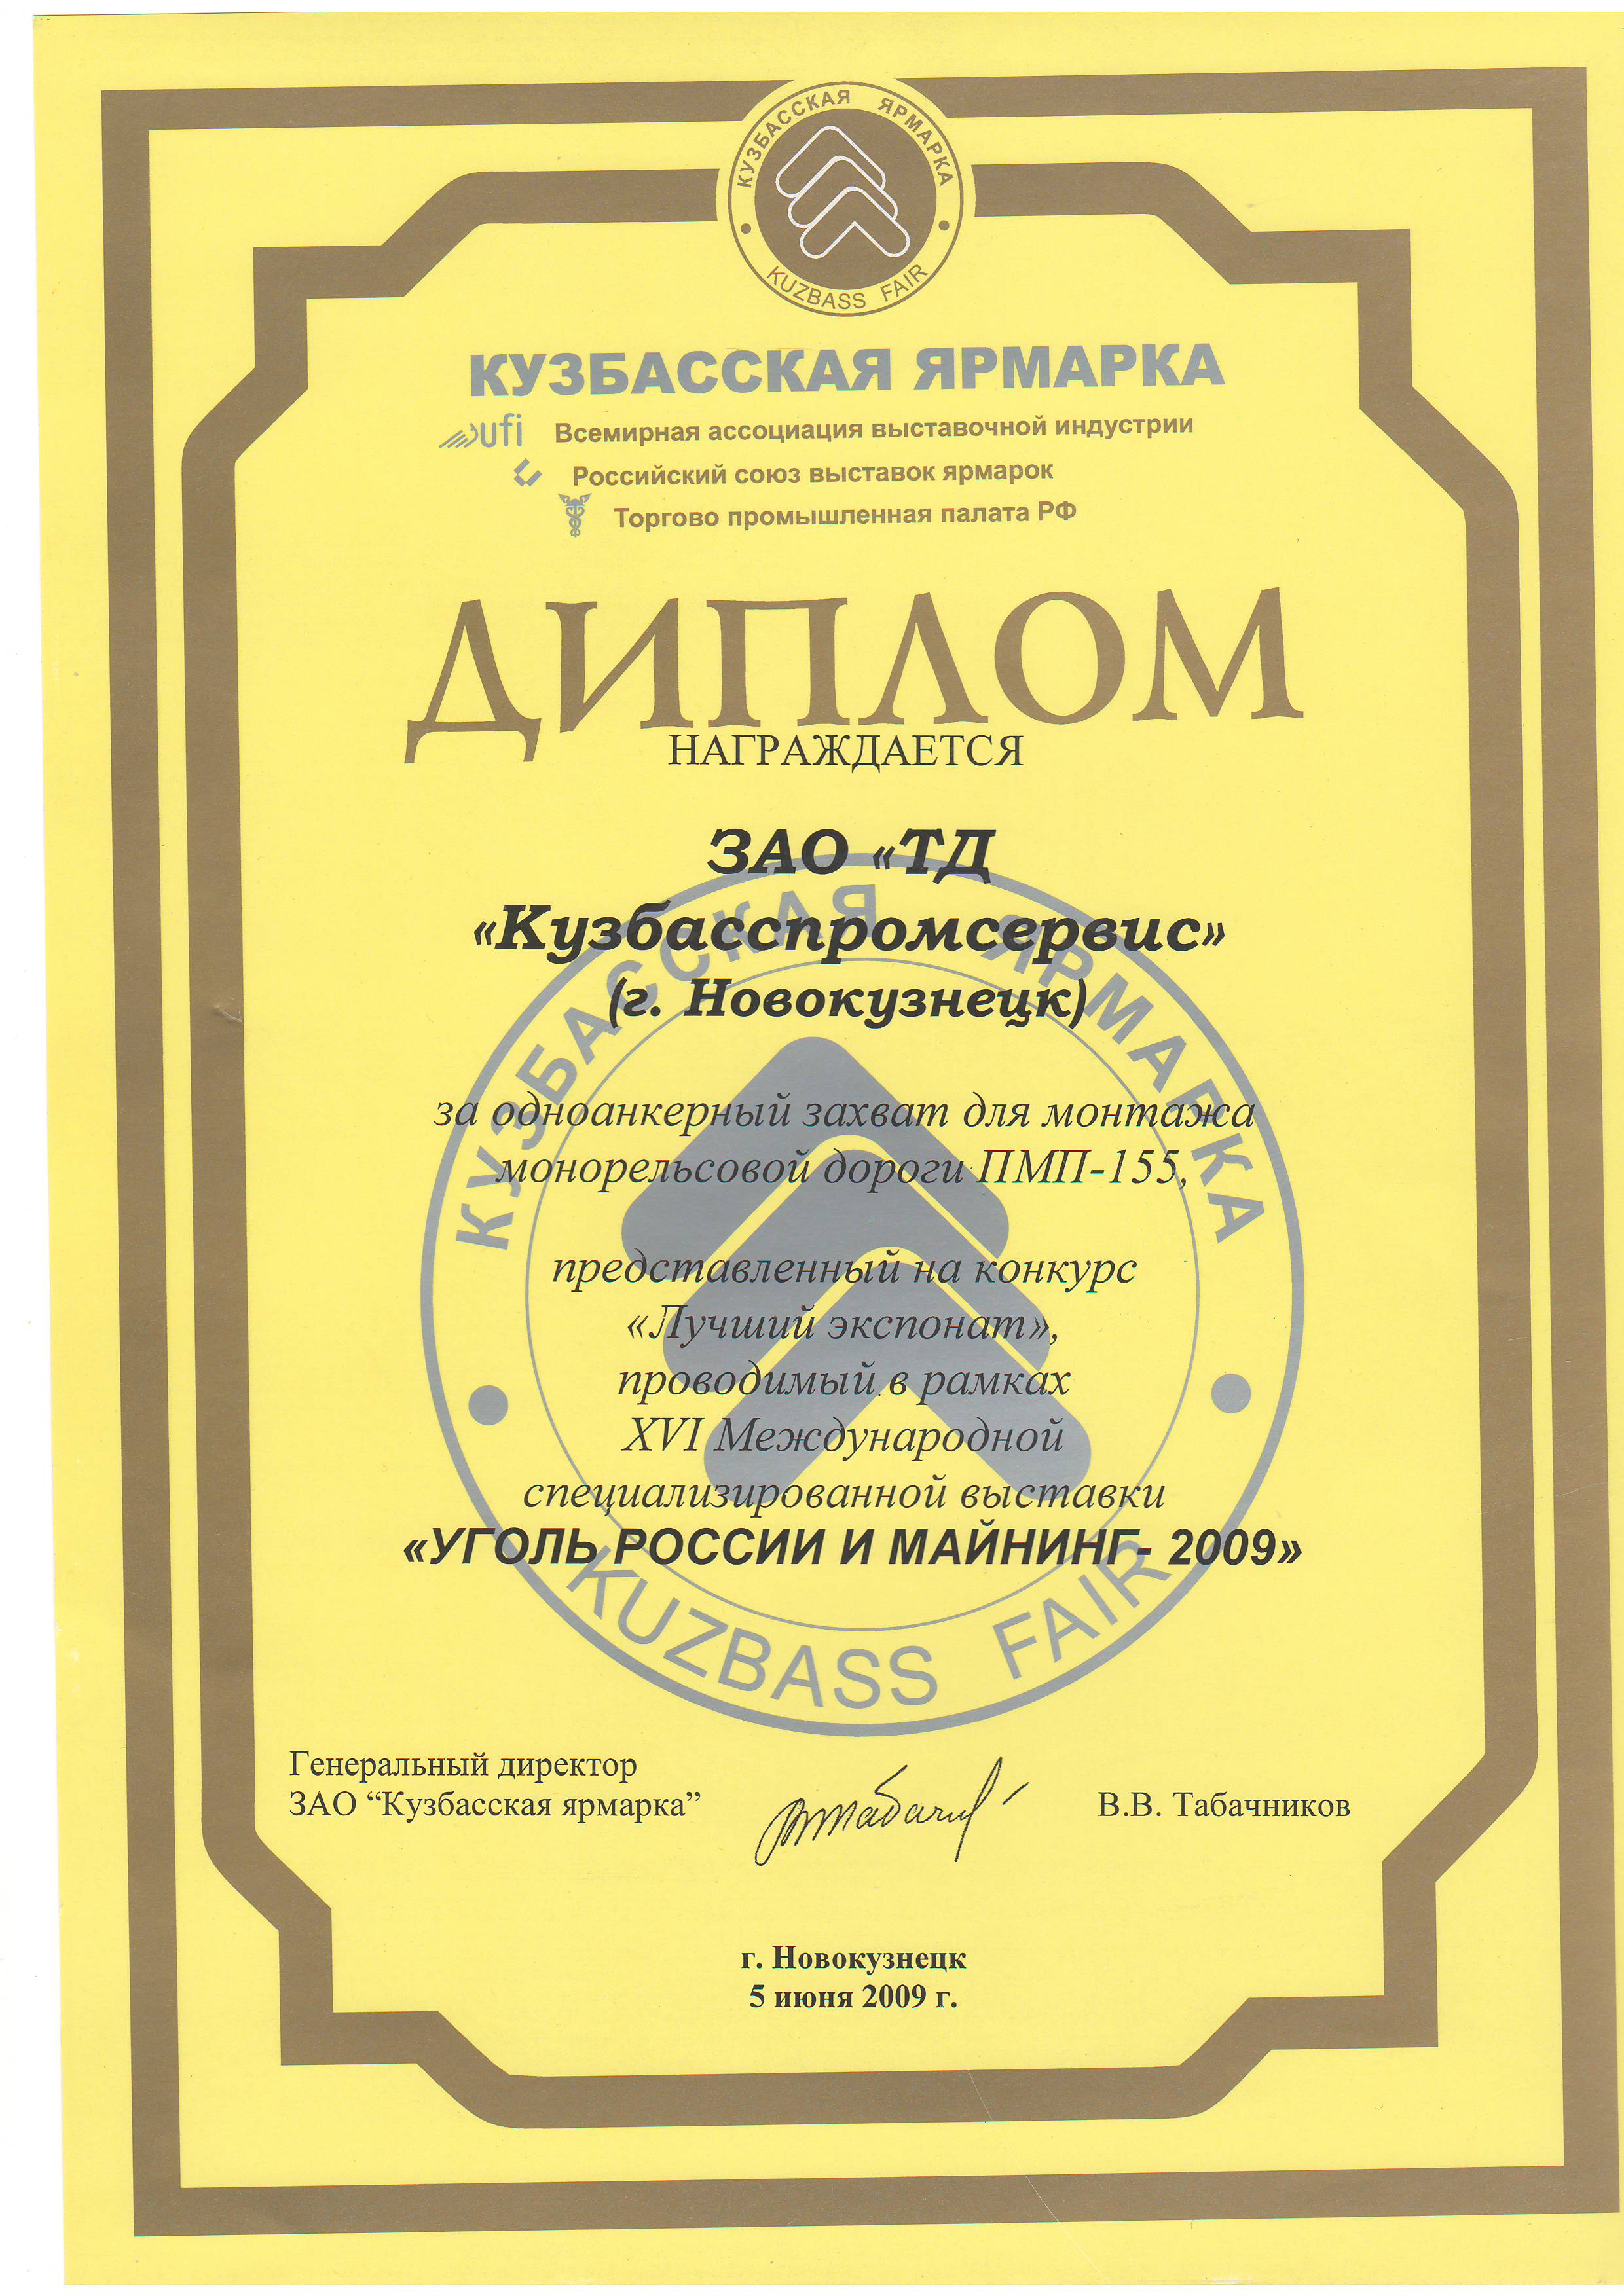 КУЗБАССКАЯ ЯРМАРКА
KUZBASS FAIR
КУЗБАССКАЯ ЯРМАРКА
ufi Всемирная ассоциация выставочной индустрии
Российский союз выставок ярмарок
Торгово промышленная палата РФ
ДИПЛОМ
НАГРАЖДАЕТСЯ
ЗАО «ТД
«Кузбасспромсервис»
(г. Новокузнецк)
КУЗБАССКАЯ ЯРМАРКА
за одноанкерный захват для монтажа
монорельсовой дороги ПМП-155,
представленный на конкурс
«Лучший экспонат»,
проводимый в рамках
XVI Международной
специализированной выставки
«УГОЛЬ РОССИИ И МАЙНИНГ- 2009»
KUZBASS FAIR
Генеральный директор
ЗАО “Кузбасская ярмарка”
В.В. Табачников
г. Новокузнецк
5 июня 2009 г.